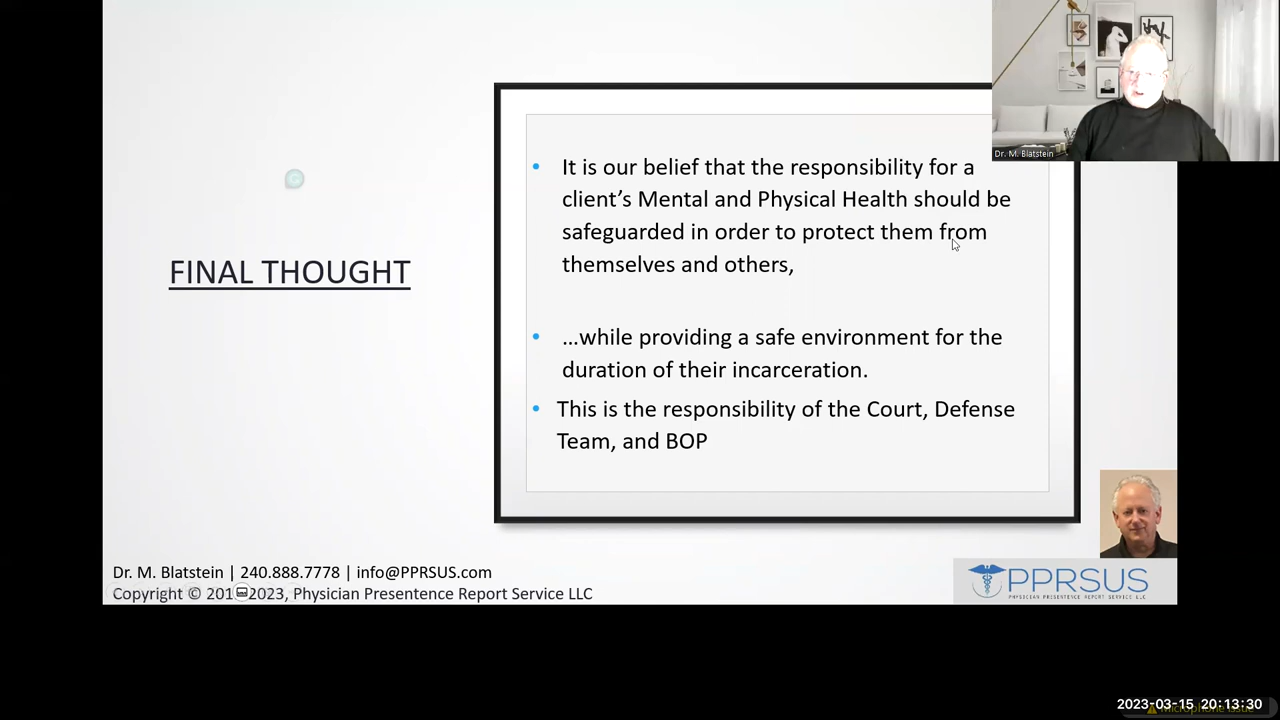 Dr. M. Blatstein
FINAL THOUGHT
• It is our belief that the responsibility for a
client's Mental and Physical Health should be
safeguarded in order to protect them from
themselves and others,
• …while providing a safe environment for the
duration of their incarceration.
• This is the responsibility of the Court, Defense
Team, and BOP
Dr. M. Blatstein | 240.888.7778 | info@PPRSUS.com
Copyright © 201 2023, Physician Presentence Report Service LLC
PPRSUS
PHYSICIAN PRESENTENCE REPORT SERVICE LLC
2023-03-15 20:13:30